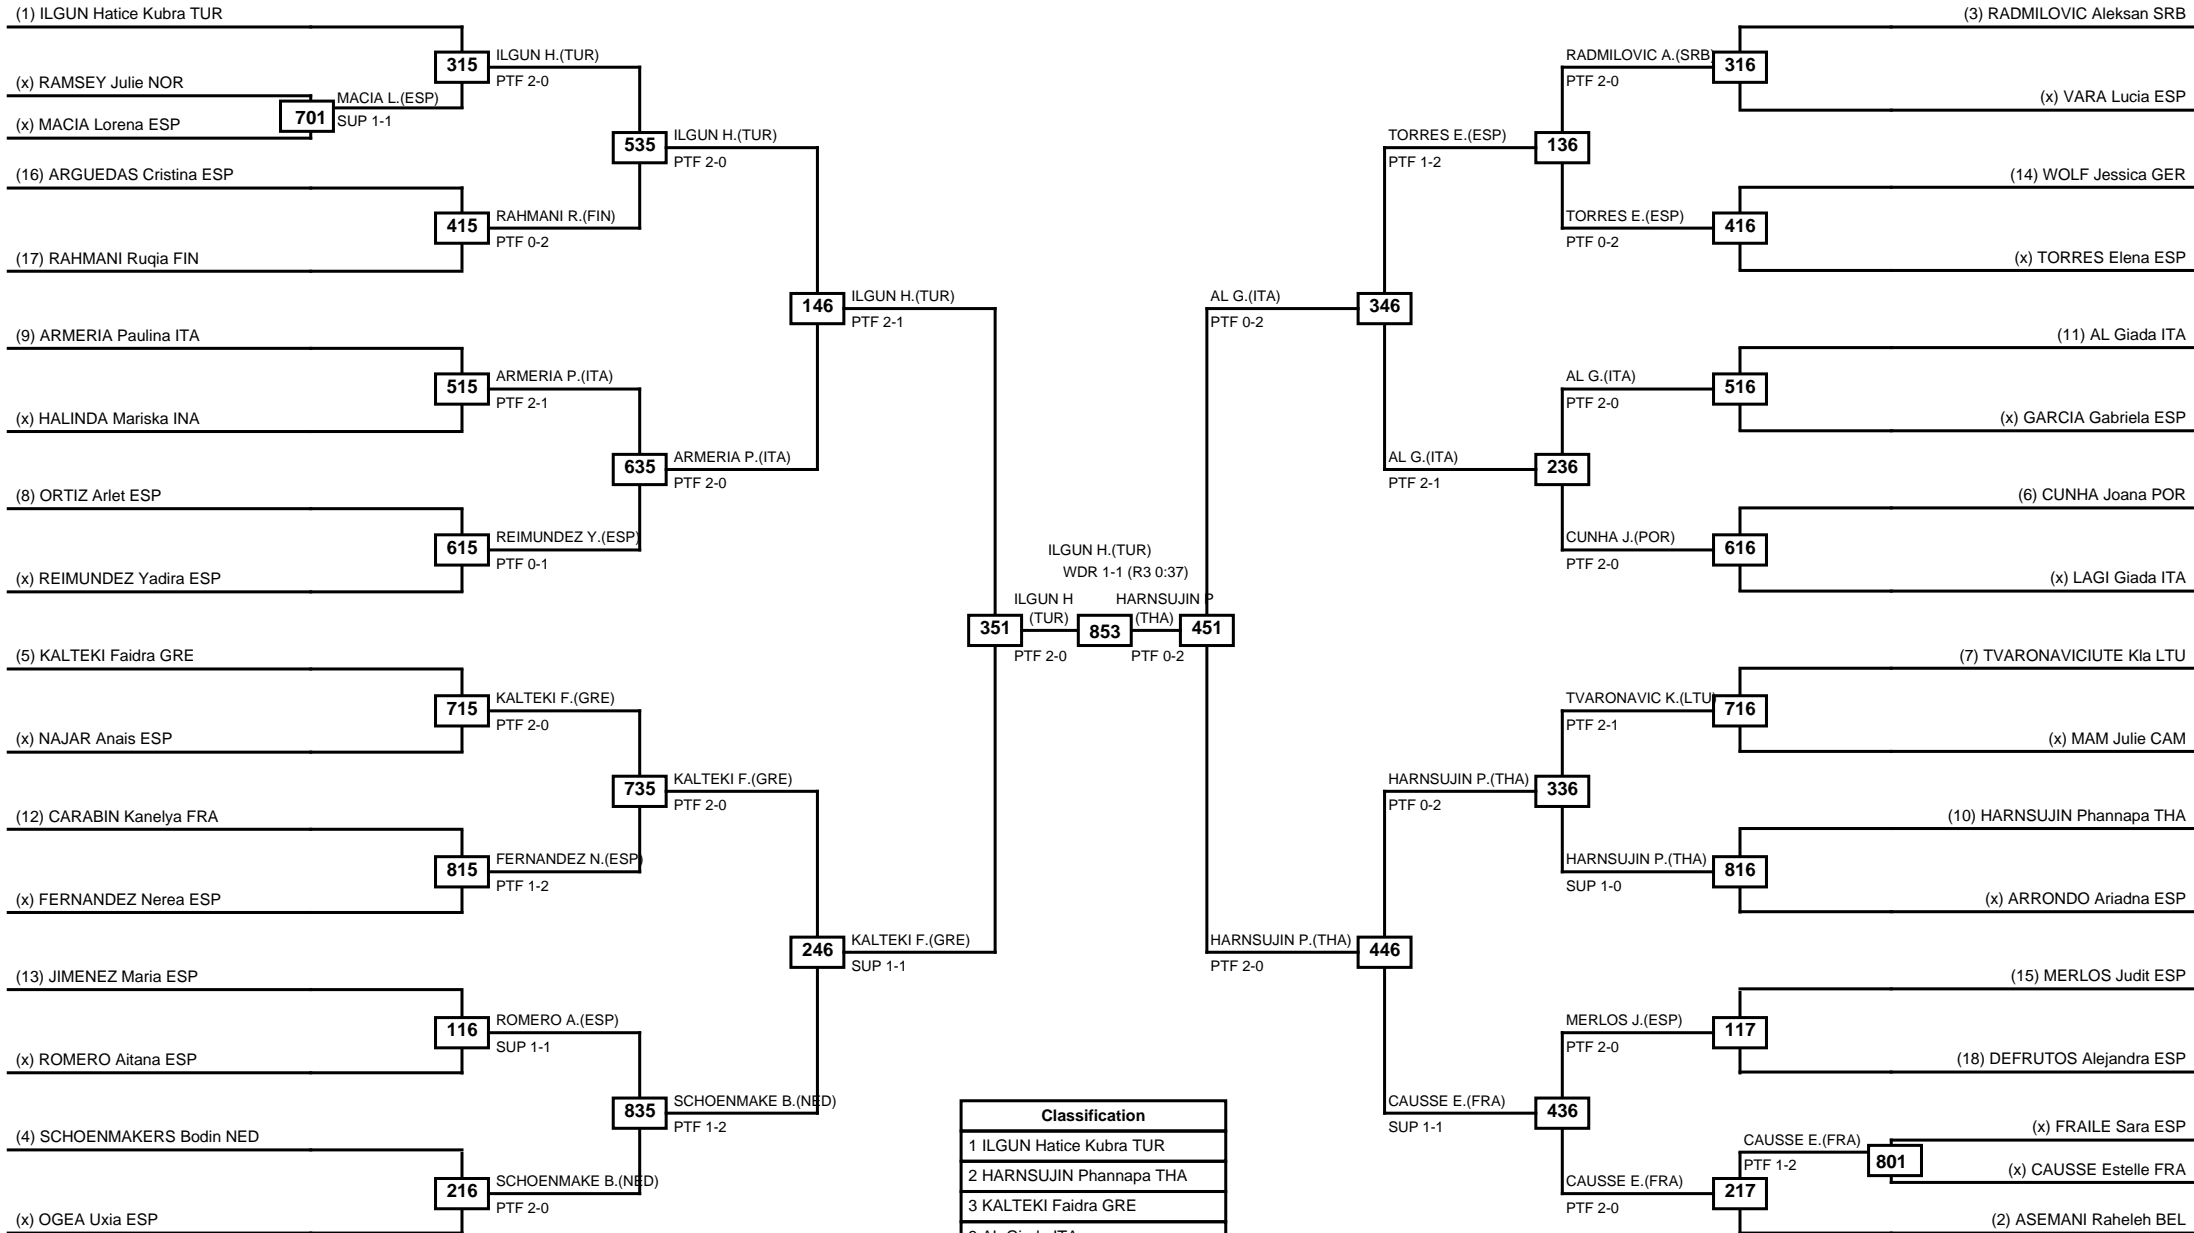 (1) ILGUN Hatice Kubra TUR
315
ILGUN H.(TUR)
PTF 2-0
(x) RAMSEY Julie NOR
701
MACIA L.(ESP)
SUP 1-1
(x) MACIA Lorena ESP
535
ILGUN H.(TUR)
PTF 2-0
(16) ARGUEDAS Cristina ESP
415
RAHMANI R.(FIN)
PTF 0-2
(17) RAHMANI Ruqia FIN
146
ILGUN H.(TUR)
PTF 2-1
(9) ARMERIA Paulina ITA
515
ARMERIA P.(ITA)
PTF 2-1
(x) HALINDA Mariska INA
635
ARMERIA P.(ITA)
PTF 2-0
(8) ORTIZ Arlet ESP
615
REIMUNDEZ Y.(ESP)
PTF 0-1
(x) REIMUNDEZ Yadira ESP
ILGUN H.(TUR)
WDR 1-1 (R3 0:37)
351
ILGUN H
(TUR)
PTF 2-0
853
HARNSUJIN P
(THA)
PTF 0-2
451
(5) KALTEKI Faidra GRE
715
KALTEKI F.(GRE)
PTF 2-0
(x) NAJAR Anais ESP
735
KALTEKI F.(GRE)
PTF 2-0
(12) CARABIN Kanelya FRA
815
FERNANDEZ N.(ESP)
PTF 1-2
(x) FERNANDEZ Nerea ESP
246
KALTEKI F.(GRE)
SUP 1-1
(13) JIMENEZ Maria ESP
116
ROMERO A.(ESP)
SUP 1-1
(x) ROMERO Aitana ESP
835
SCHOENMAKE B.(NED)
PTF 1-2
(4) SCHOENMAKERS Bodin NED
216
SCHOENMAKE B.(NED)
PTF 2-0
(x) OGEA Uxia ESP
(3) RADMILOVIC Aleksan SRB
RADMILOVIC A.(SRB)
PTF 2-0
316
(x) VARA Lucia ESP
TORRES E.(ESP)
PTF 1-2
136
(14) WOLF Jessica GER
TORRES E.(ESP)
PTF 0-2
416
(x) TORRES Elena ESP
AL G.(ITA)
PTF 0-2
346
(11) AL Giada ITA
AL G.(ITA)
PTF 2-0
516
(x) GARCIA Gabriela ESP
AL G.(ITA)
PTF 2-1
236
(6) CUNHA Joana POR
CUNHA J.(POR)
PTF 2-0
616
(x) LAGI Giada ITA
(7) TVARONAVICIUTE Kla LTU
TVARONAVIC K.(LTU)
PTF 2-1
716
(x) MAM Julie CAM
HARNSUJIN P.(THA)
PTF 0-2
336
(10) HARNSUJIN Phannapa THA
HARNSUJIN P.(THA)
SUP 1-0
816
(x) ARRONDO Ariadna ESP
HARNSUJIN P.(THA)
PTF 2-0
446
(15) MERLOS Judit ESP
MERLOS J.(ESP)
PTF 2-0
117
(18) DEFRUTOS Alejandra ESP
CAUSSE E.(FRA)
SUP 1-1
436
(x) FRAILE Sara ESP
CAUSSE E.(FRA)
PTF 1-2
801
(x) CAUSSE Estelle FRA
CAUSSE E.(FRA)
PTF 2-0
217
(2) ASEMANI Raheleh BEL
Classification
1 ILGUN Hatice Kubra TUR
2 HARNSUJIN Phannapa THA
3 KALTEKI Faidra GRE